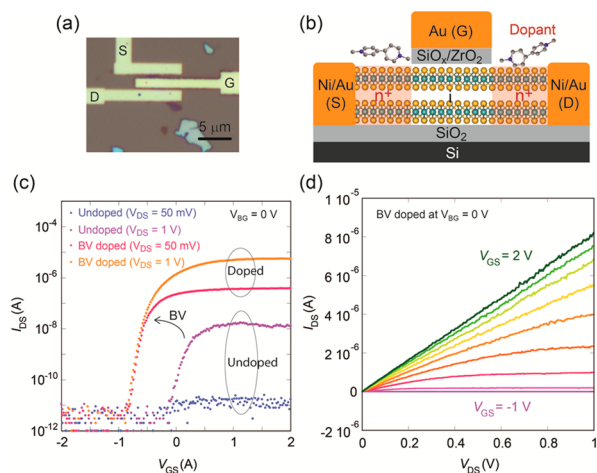 (a)
S
G
D
5 μm
(b)
Au (G)
Dopant
SiOx/ZrO2
Ni/Au
(S)
n+
i
n+
Ni/Au
(D)
SiO2
Si
(c)
Undoped (VDS = 50 mV)
Undoped (VDS = 1 V)
BV doped (VDS = 50 mV)
BV doped (VDS = 1 V)
VBG = 0 V
10-4
10-6
10-8
10-10
10-12
IDS (A)
Doped
BV
Undoped
-2
-1
0
1
2
VGS (A)
(d)
BV doped at VBG = 0 V
1 10-5
8 10-6
6 10-6
4 10-6
2 10-6
0
-2 10-6
IDS (A)
VGS = 2 V
VGS = -1 V
0
0.2
0.4
0.6
0.8
1
VDS (V)